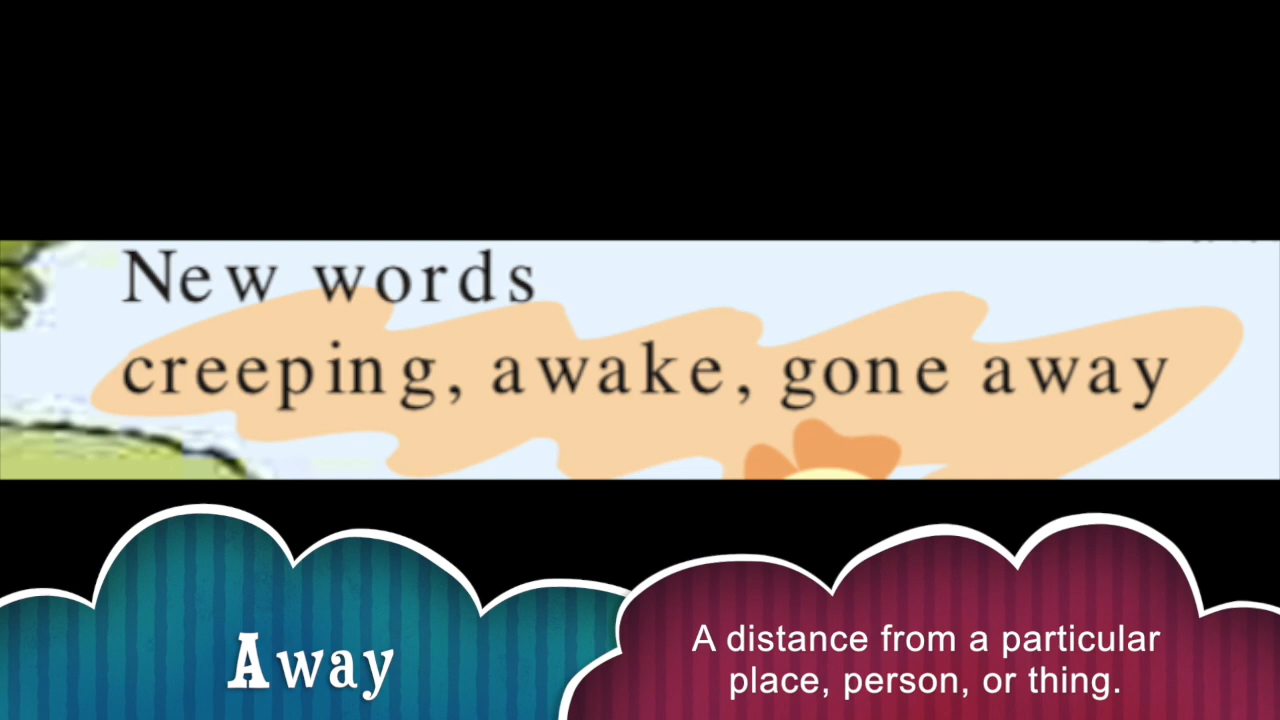 New words
creeping, awake, gone away
Away
A distance from a particular
place, person, or thing.